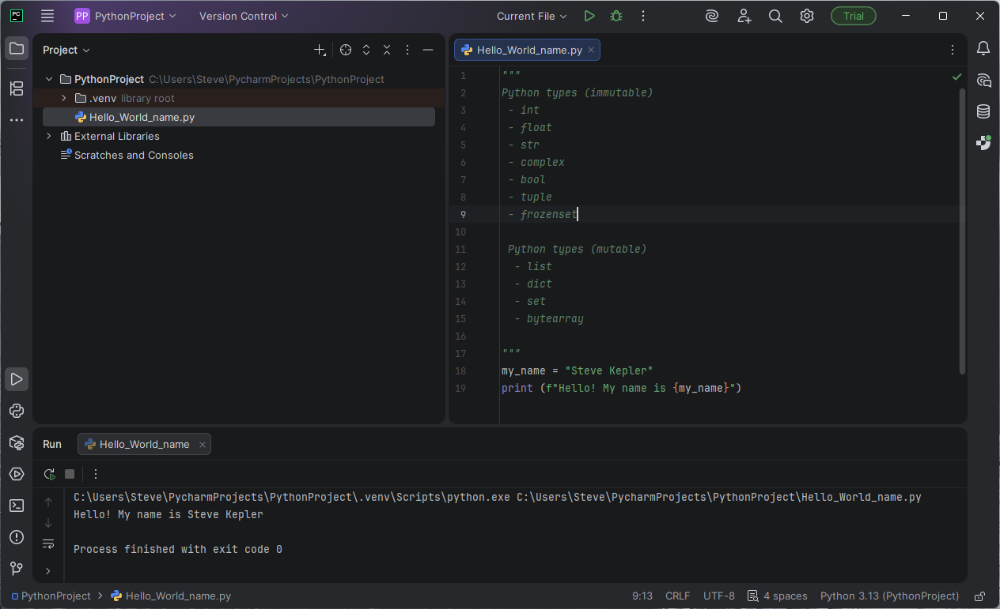 PC PP PythonProject Version Control Current File Trial
Project
PythonProject C:\Users\Steve\PycharmProjects\PythonProject
.venv library root
Hello_World_name.py
External Libraries
Scratches and Consoles
Hello_World_name.py
1 """
2 Python types (immutable)
3 - int
4 - float
5 - str
6 - complex
7 - bool
8 - tuple
9 - frozenset
10
11 Python types (mutable)
12 - list
13 - dict
14 - set
15 - bytearray
16
17 """
18 my_name = "Steve Kepler"
19 print (f"Hello! My name is {my_name}")
Run Hello_World_name
C:\Users\Steve\PycharmProjects\PythonProject\.venv\Scripts\python.exe C:\Users\Steve\PycharmProjects\PythonProject\Hello_World_name.py
Hello! My name is Steve Kepler
Process finished with exit code 0
PythonProject > Hello_World_name.py 9:13 CRLF UTF-8 4 spaces Python 3.13 (PythonProject)